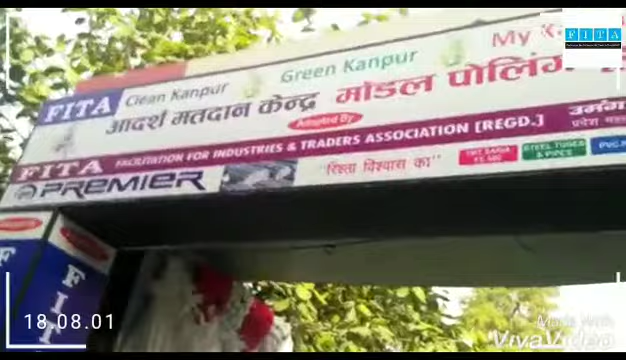 FITA
Clean Kanpur Green Kanpur My
FITA आदर्श मतदान केन्द्र मॉडल पोलिंग
Adopted By
FITA FACILITATION FOR INDUSTRIES & TRADERS ASSOCIATION [REGD.]
PREMIER "रिश्ता विश्वास का" STEEL TUBES & PIPES
FIT
18.08.01
Made With
VivaVideo